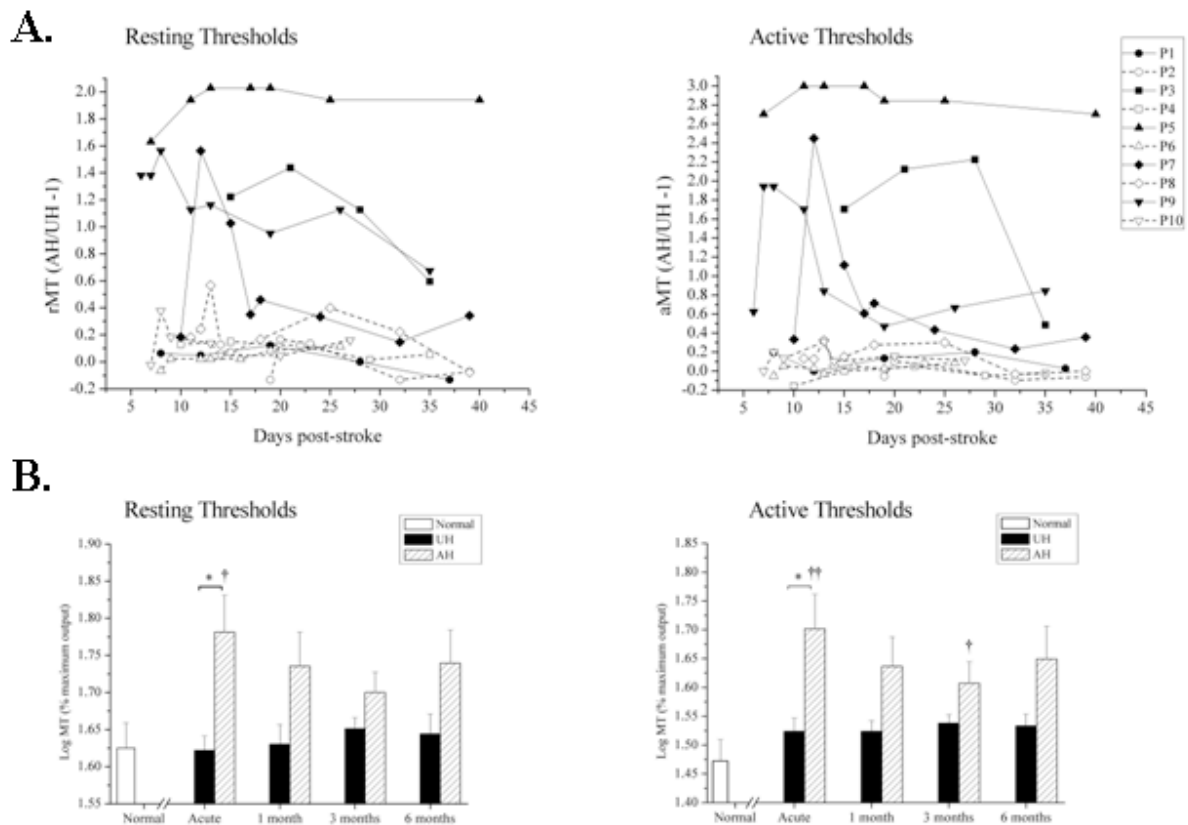 A.
Resting Thresholds
rMT (AH/UH -1)
2.0
1.8
1.6
1.4
1.2
1.0
0.8
0.6
0.4
0.2
0.0
-0.2
5 10 15 20 25 30 35 40 45
Days post-stroke
Active Thresholds
aMT (AH/UH -1)
3.0
2.8
2.6
2.4
2.2
2.0
1.8
1.6
1.4
1.2
1.0
0.8
0.6
0.4
0.2
0.0
-0.2
5 10 15 20 25 30 35 40 45
Days post-stroke
P1
P2
P3
P4
P5
P6
P7
P8
P9
P10
B.
Resting Thresholds
Normal
UH
AH
Log MT (% maximum output)
1.90
1.85
1.80
1.75
1.70
1.65
1.60
1.55
* †
Normal Acute 1 month 3 months 6 months
Active Thresholds
Normal
UH
AH
Log MT (% maximum output)
1.85
1.80
1.75
1.70
1.65
1.60
1.55
1.50
1.45
1.40
* ††
†
Normal Acute 1 month 3 months 6 months